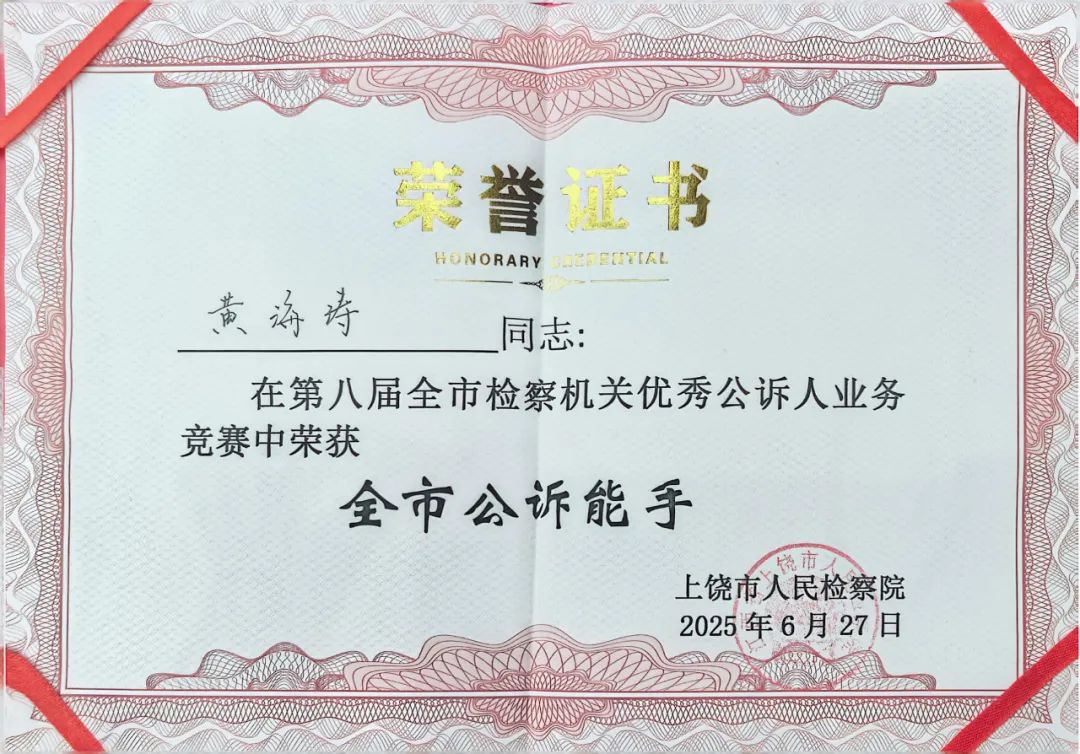 荣誉证书
HONORARY CREDENTIAL
黄海涛 同志:
在第八届全市检察机关优秀公诉人业务
竞赛中荣获
全市公诉能手
上饶市人民检察院
2025年6月27日